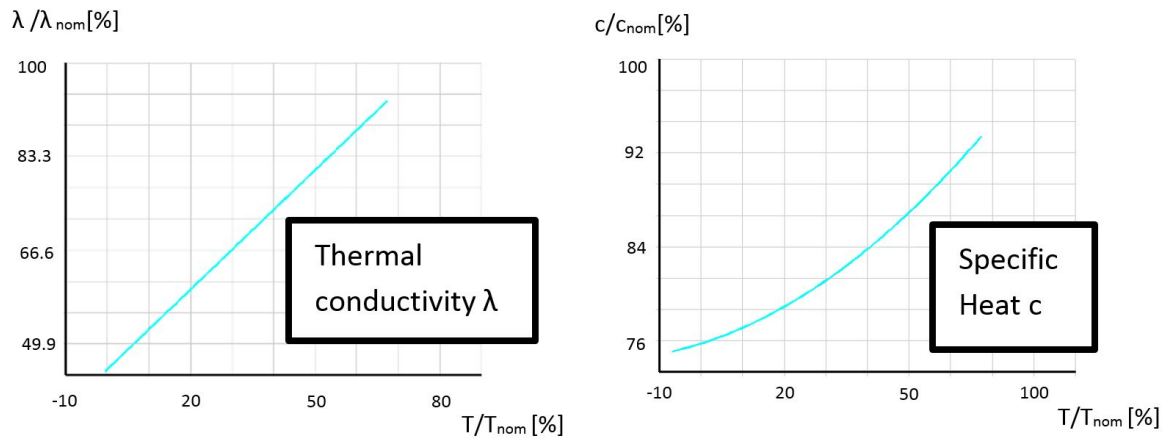 λ /λ nom[%]
100
83.3
66.6
49.9
-10
20
50
80
T/Tnom [%]
Thermal
conductivity λ
c/cnom[%]
100
92
84
76
-10
20
50
100
T/Tnom [%]
Specific
Heat c